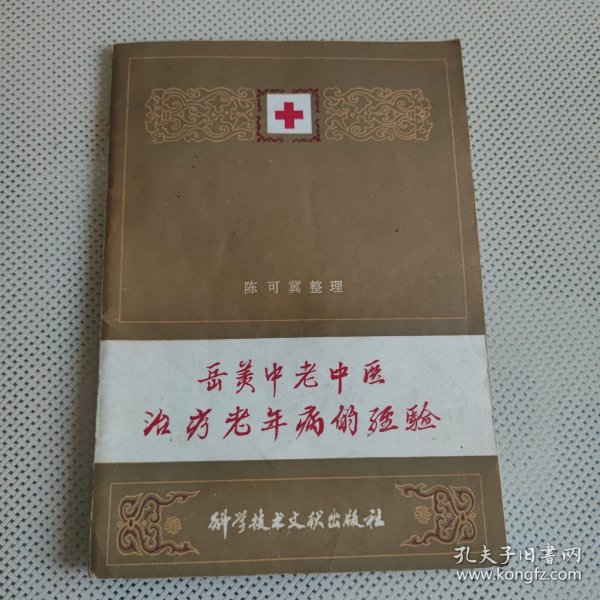 陈可冀整理
岳美中老中医
治疗老年病的经验
科学技术文献出版社
孔夫子旧书网
www.kongfz.com